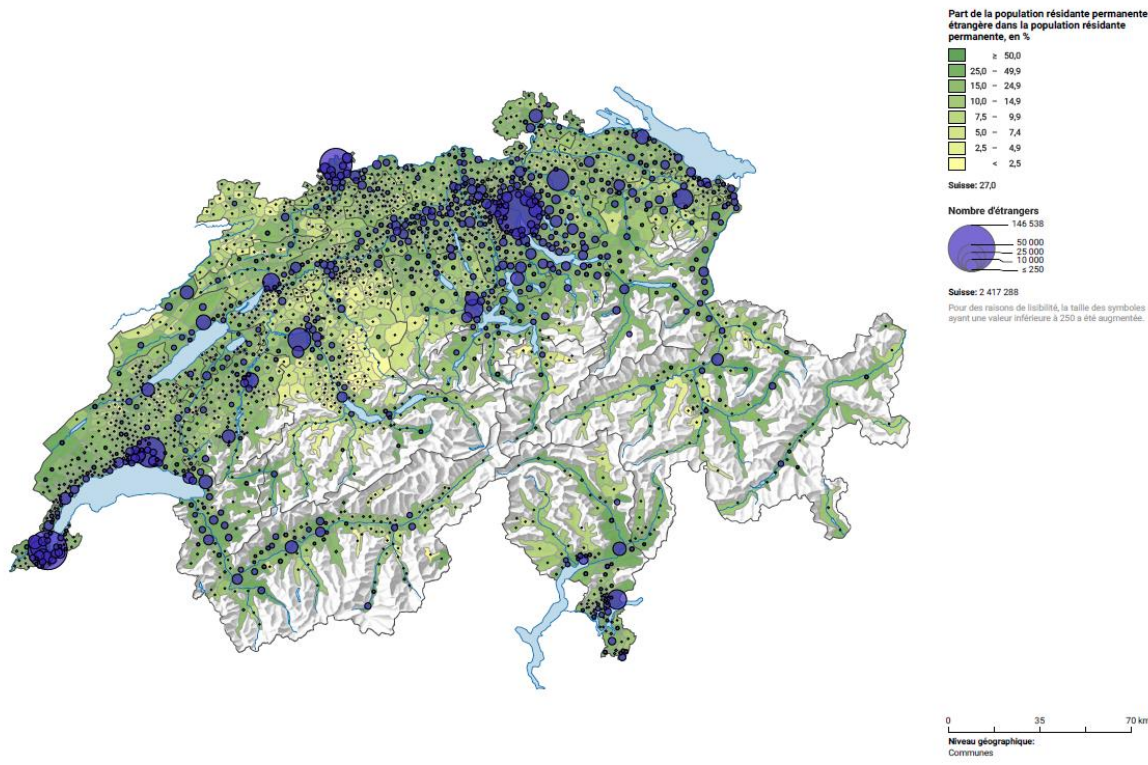 Part de la population résidante permanente
étrangère dans la population résidante
permanente, en %
≥ 50,0
25,0 – 49,9
15,0 – 24,9
10,0 – 14,9
7,5 – 9,9
5,0 – 7,4
2,5 – 4,9
< 2,5
Suisse: 27,0
Nombre d'étrangers
146 538
50 000
25 000
10 000
≤ 250
Suisse: 2 417 288
Pour des raisons de lisibilité, la taille des symboles
ayant une valeur inférieure à 250 a été augmentée.
0 35 70 km
Niveau géographique:
Communes